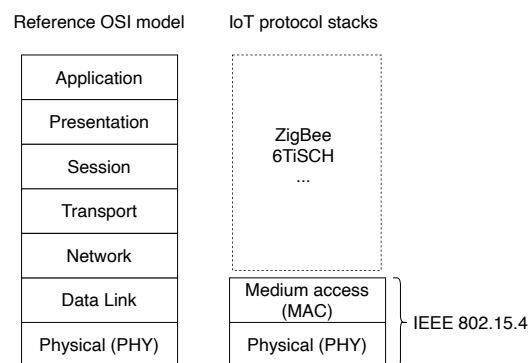 Reference OSI model
IoT protocol stacks
Application
Presentation
Session
Transport
Network
Data Link
Physical (PHY)
ZigBee
6TiSCH
...
Medium access
(MAC)
Physical (PHY)
IEEE 802.15.4